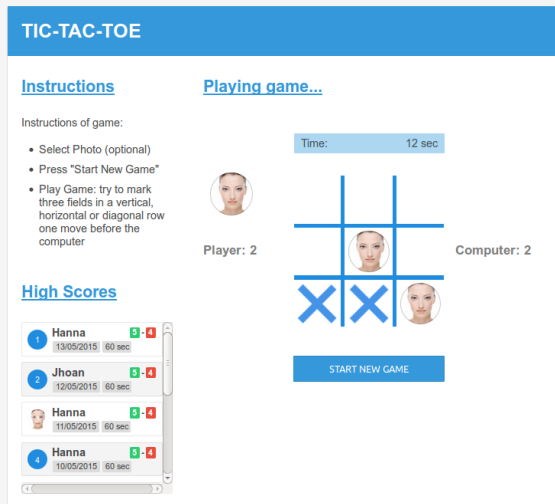 TIC-TAC-TOE
Instructions
Instructions of game:
• Select Photo (optional)
• Press "Start New Game"
• Play Game: try to mark
three fields in a vertical,
horizontal or diagonal row
one move before the
computer
High Scores
1 Hanna 5 - 4
13/05/2015 60 sec
2 Jhoan 5 - 4
12/05/2015 60 sec
Hanna 5 - 4
11/05/2015 60 sec
4 Hanna 5 - 4
10/05/2015 60 sec
Playing game...
Time: 12 sec
Player: 2
Computer: 2
START NEW GAME